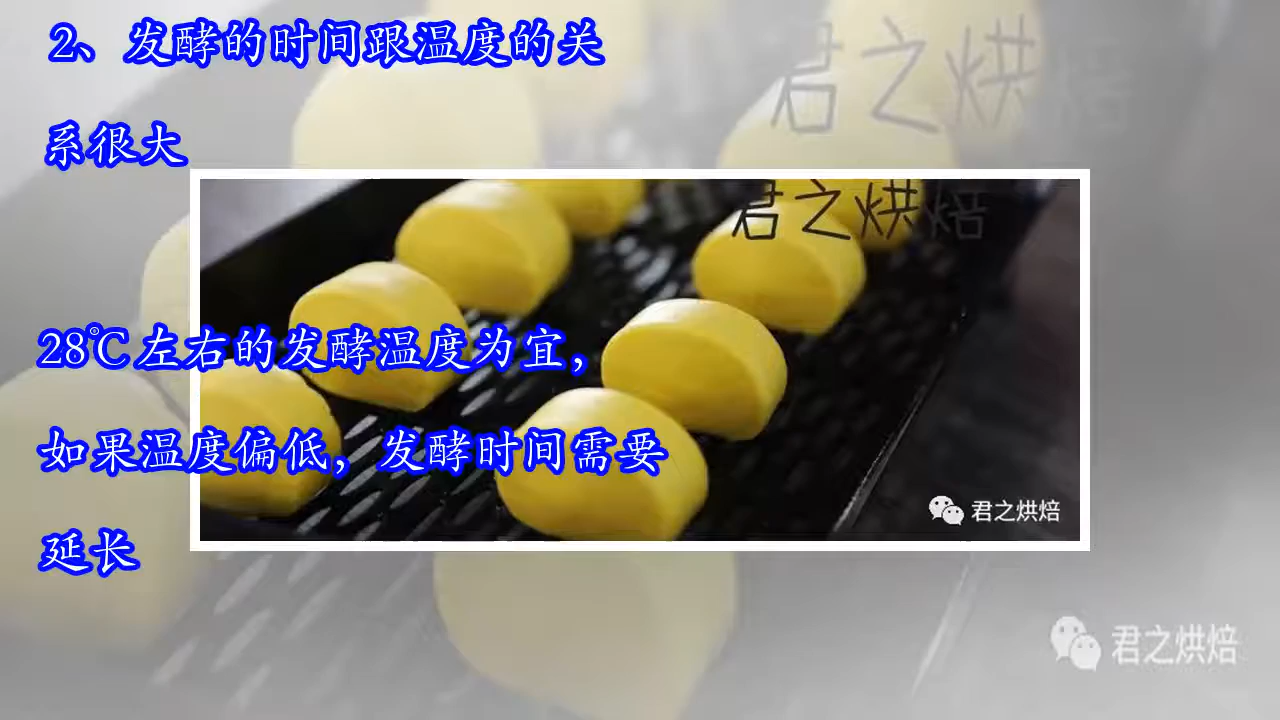 2、发酵的时间跟温度的关
系很大
君之烘焙
君之烘焙
28℃左右的发酵温度为宜，
如果温度偏低，发酵时间需要
延长
君之烘焙
君之烘焙